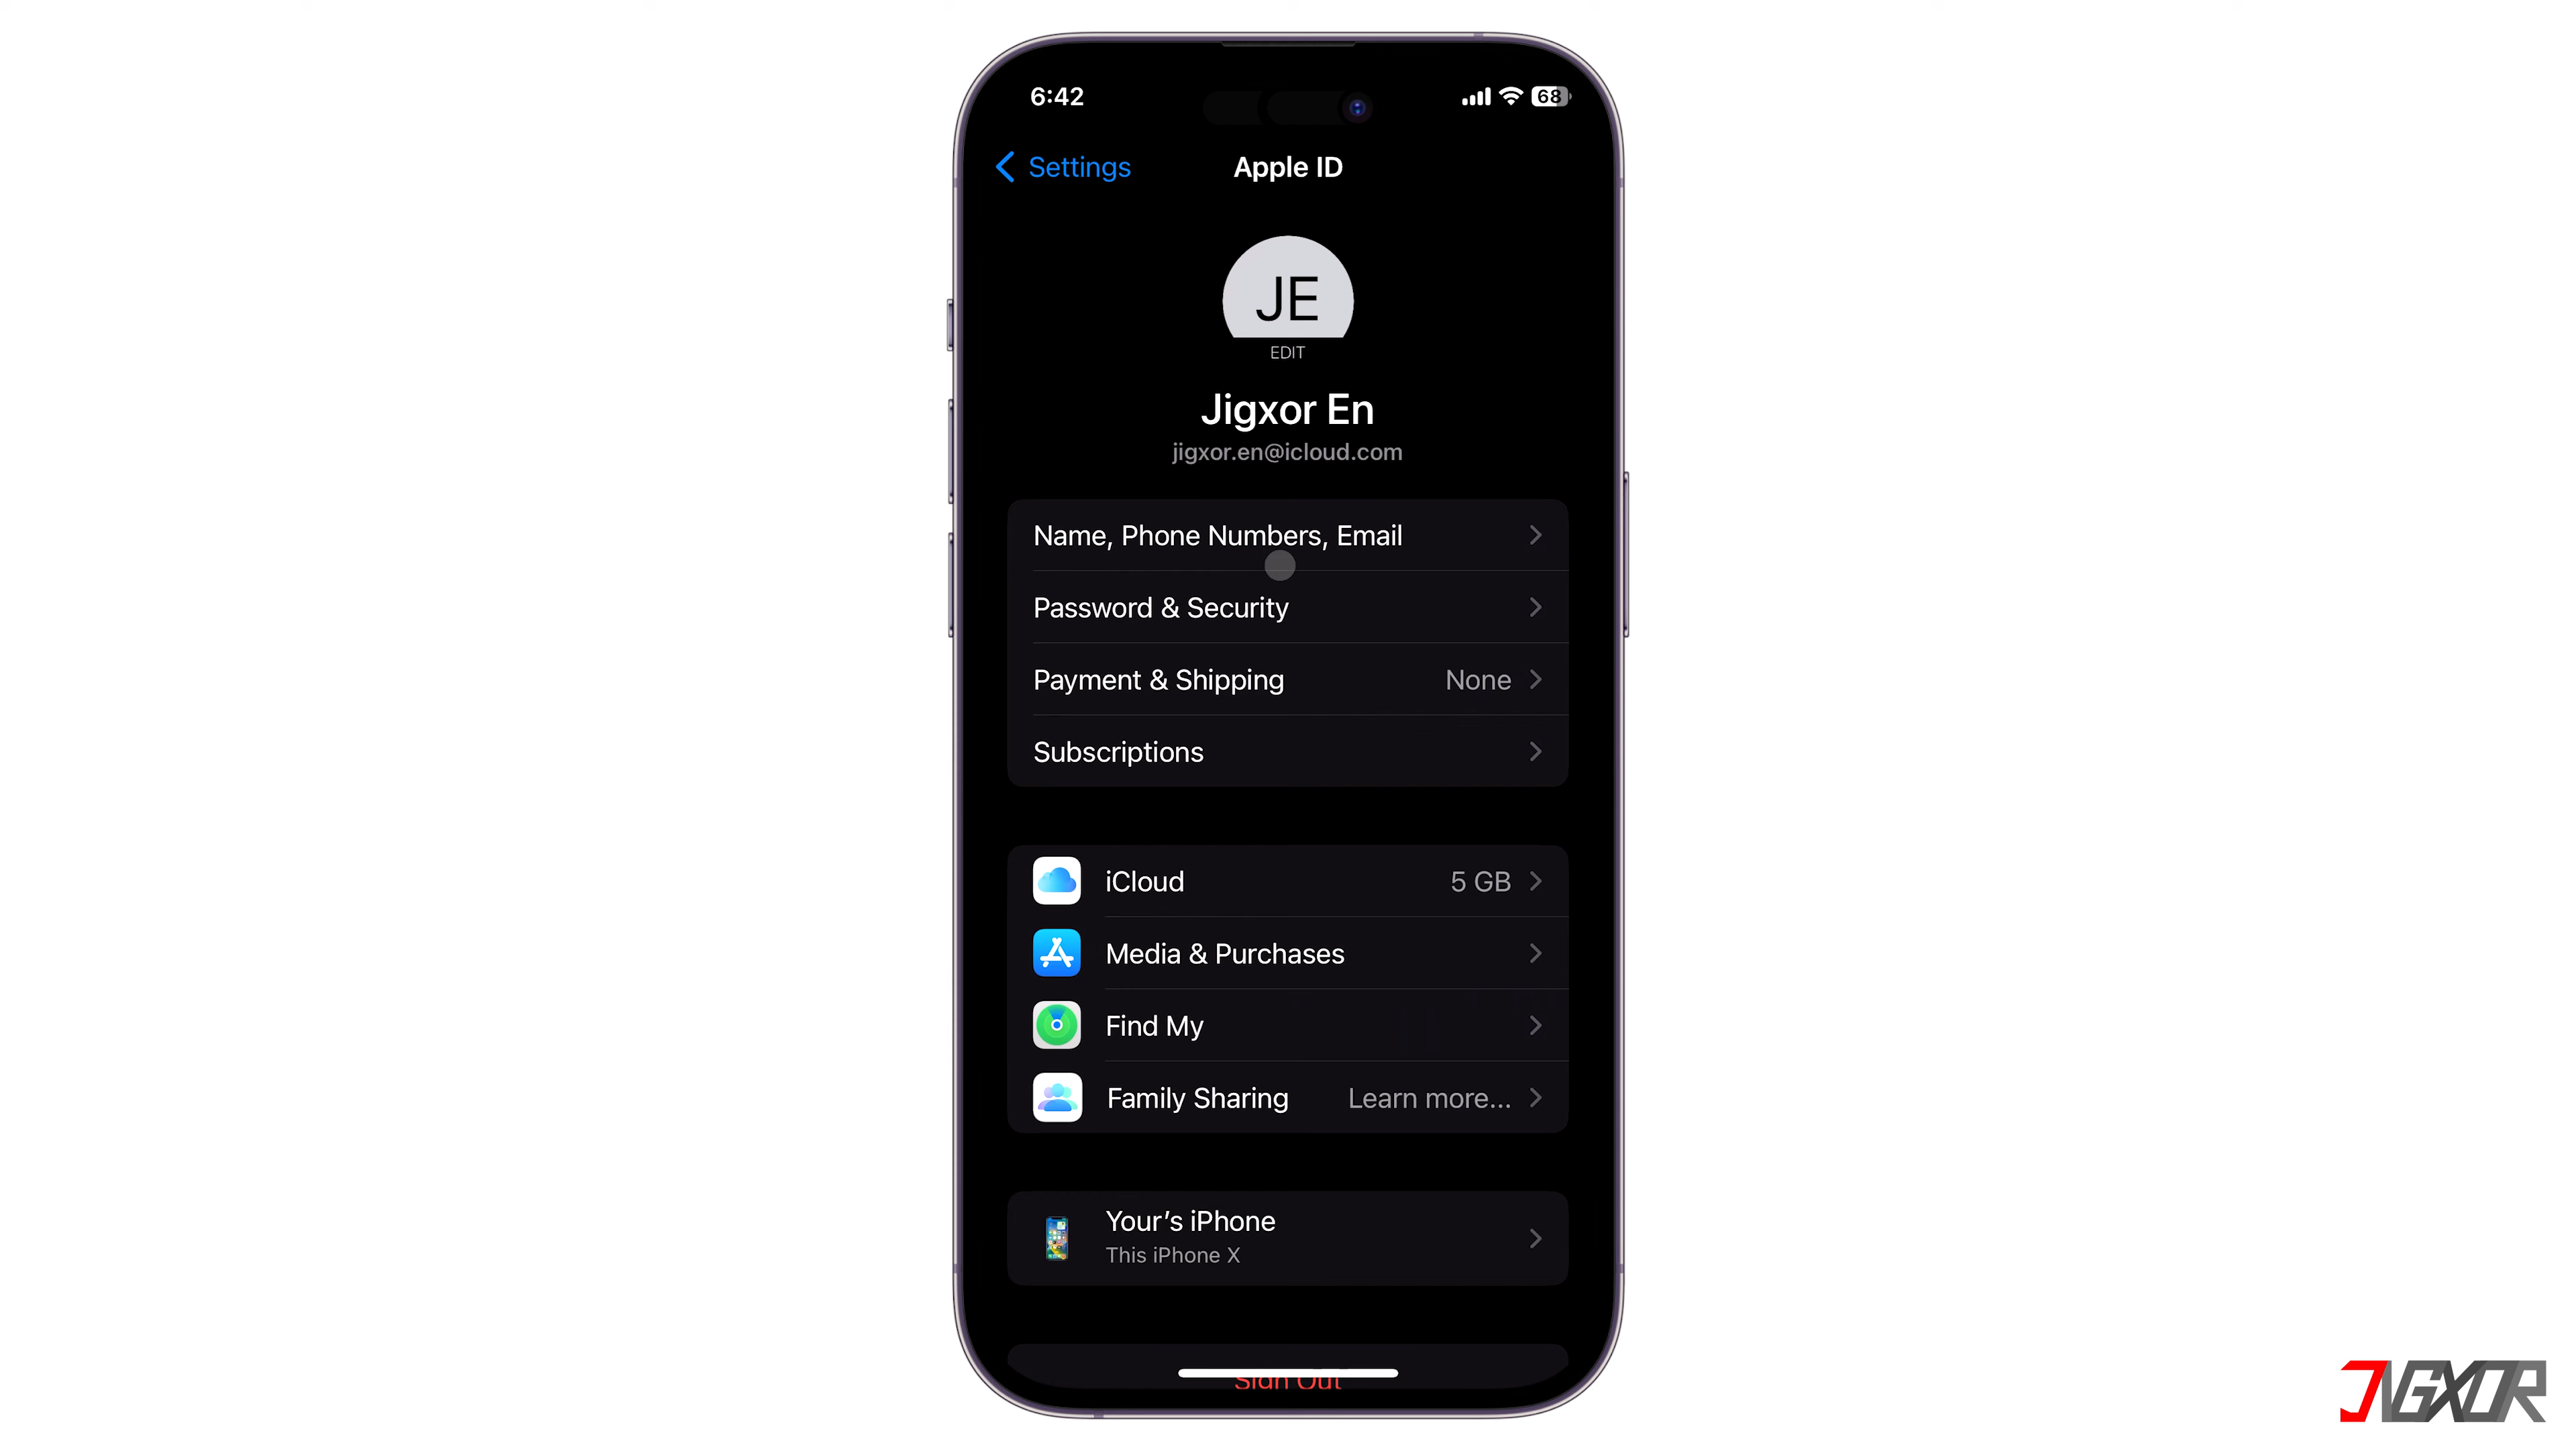 6:42
68
Settings
Apple ID
JE
EDIT
Jigxor En
jigxor.en@icloud.com
Name, Phone Numbers, Email
Password & Security
Payment & Shipping None
Subscriptions
iCloud 5 GB
Media & Purchases
Find My
Family Sharing Learn more...
Your’s iPhone
This iPhone X
Sign Out
JIGXOR